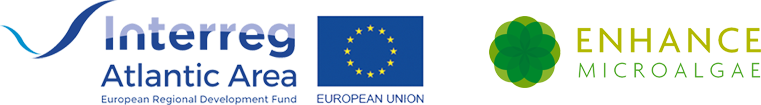 Interreg
Atlantic Area
European Regional Development Fund
EUROPEAN UNION
ENHANCE
MICROALGAE